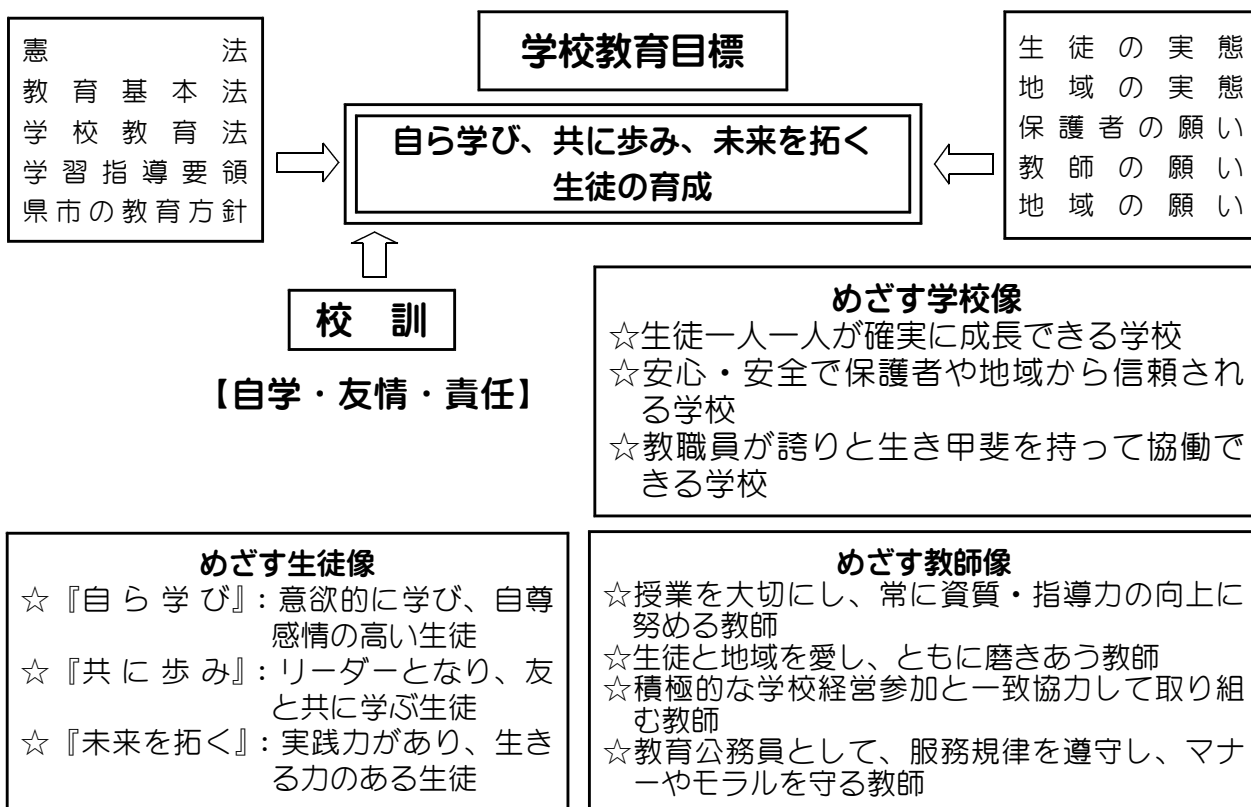 憲法
教育基本法
学校教育法
学習指導要領
県市の教育方針
学校教育目標
自ら学び、共に歩み、未来を拓く
生徒の育成
生徒の実態
地域の実態
保護者の願い
教師の願い
地域の願い
校 訓
【自学・友情・責任】
めざす学校像
☆生徒一人一人が確実に成長できる学校
☆安心・安全で保護者や地域から信頼され
る学校
☆教職員が誇りと生き甲斐を持って協働で
きる学校
めざす生徒像
☆『自ら学び』：意欲的に学び、自尊
感情の高い生徒
☆『共に歩み』：リーダーとなり、友
と共に学ぶ生徒
☆『未来を拓く』：実践力があり、生き
る力のある生徒
めざす教師像
☆授業を大切にし、常に資質・指導力の向上に
努める教師
☆生徒と地域を愛し、ともに磨きあう教師
☆積極的な学校経営参加と一致協力して取り組
む教師
☆教育公務員として、服務規律を遵守し、マナ
ーやモラルを守る教師